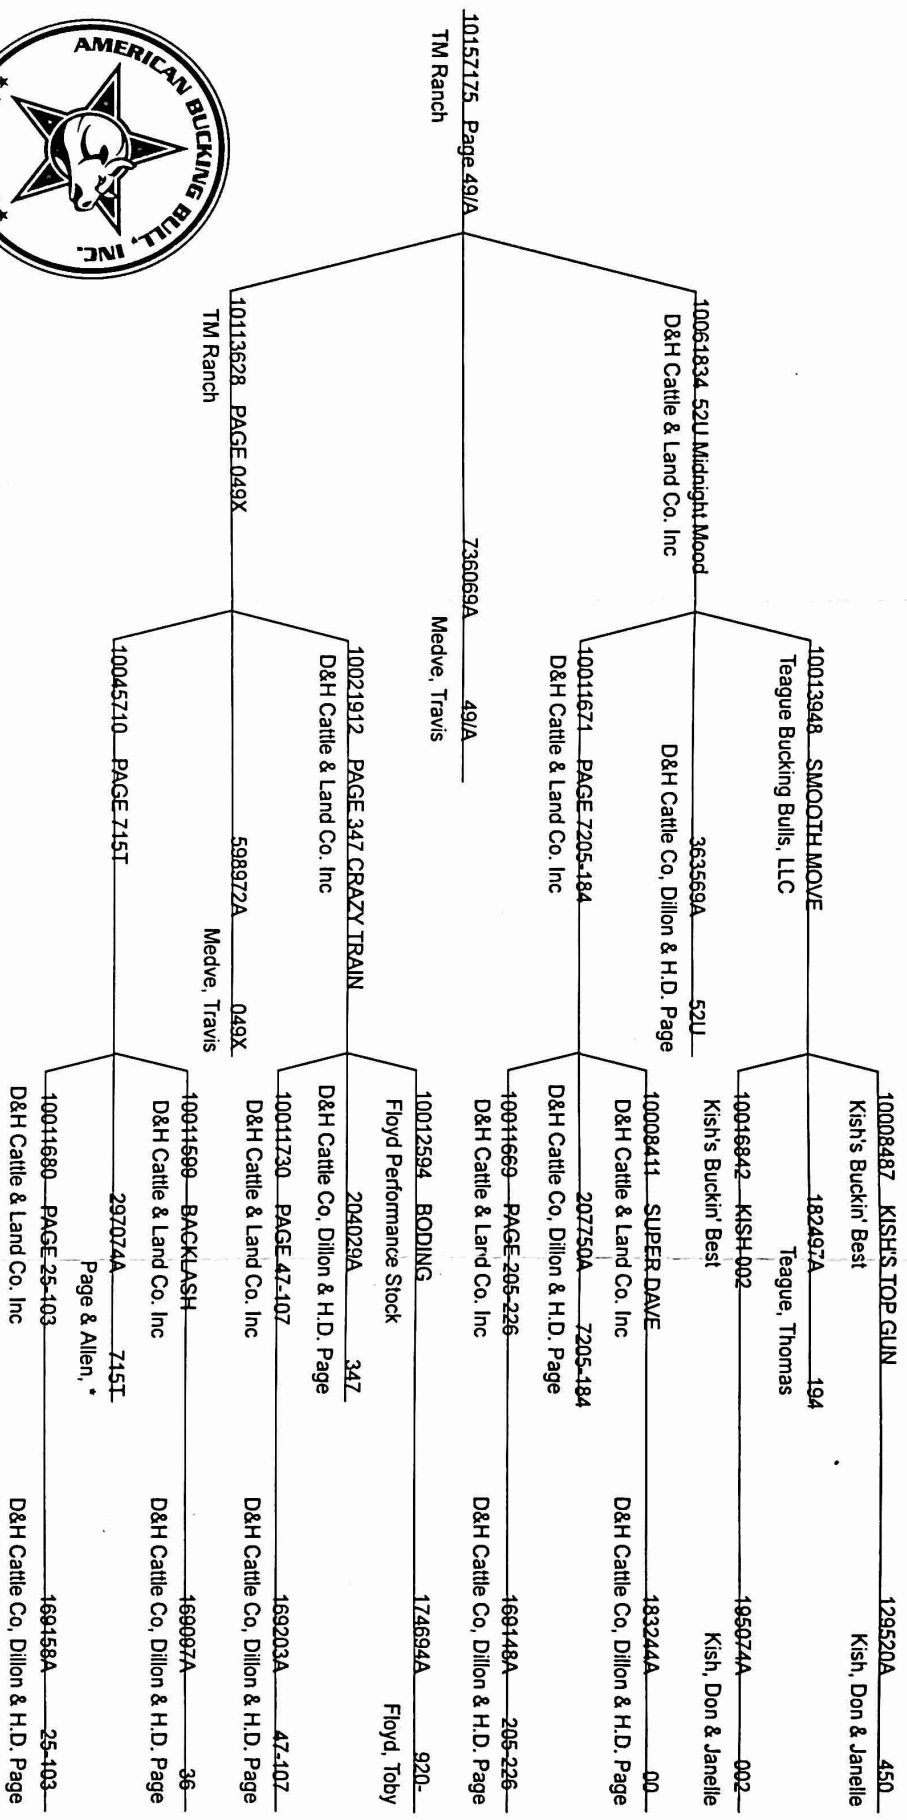 10008487 KISH'S TOP GUN 129520A 450
Kish's Buckin' Best Kish, Don & Janelle
10013948 SMOOTH MOVE 182497A 194
Teague Bucking Bulls, LLC Teague, Thomas
10016842 KISH 002 195074A 002
Kish's Buckin' Best Kish, Don & Janelle
10061834 52U Midnight Mood 363569A 52U
D&H Cattle & Land Co. Inc D&H Cattle Co, Dillon & H.D. Page
10008411 SUPER DAVE 183244A 00
D&H Cattle & Land Co. Inc D&H Cattle Co, Dillon & H.D. Page
10011671 PAGE 7205-184 207750A 7205-184
D&H Cattle & Land Co. Inc D&H Cattle Co, Dillon & H.D. Page
10011669 PAGE 205-226 169148A 205-226
D&H Cattle & Land Co. Inc D&H Cattle Co, Dillon & H.D. Page
10157175 Page 49/A 736069A 49/A
TM Ranch Medve, Travis
10012594 BODING 174694A 920-
Floyd Performance Stock Floyd, Toby
10021912 PAGE 347 CRAZY TRAIN 204029A 347
D&H Cattle & Land Co. Inc D&H Cattle Co, Dillon & H.D. Page
10011730 PAGE 47-107 169203A 47-107
D&H Cattle & Land Co. Inc D&H Cattle Co, Dillon & H.D. Page
10113628 PAGE 049X 598972A 049X
TM Ranch Medve, Travis
10011599 BACKLASH 169097A 36
D&H Cattle & Land Co. Inc D&H Cattle Co, Dillon & H.D. Page
10045710 PAGE 715T 297074A 715T
Page & Allen, *
10011680 PAGE 25-103 169158A 25-103
D&H Cattle & Land Co. Inc D&H Cattle Co, Dillon & H.D. Page
AMERICAN BUCKING BULL, INC.